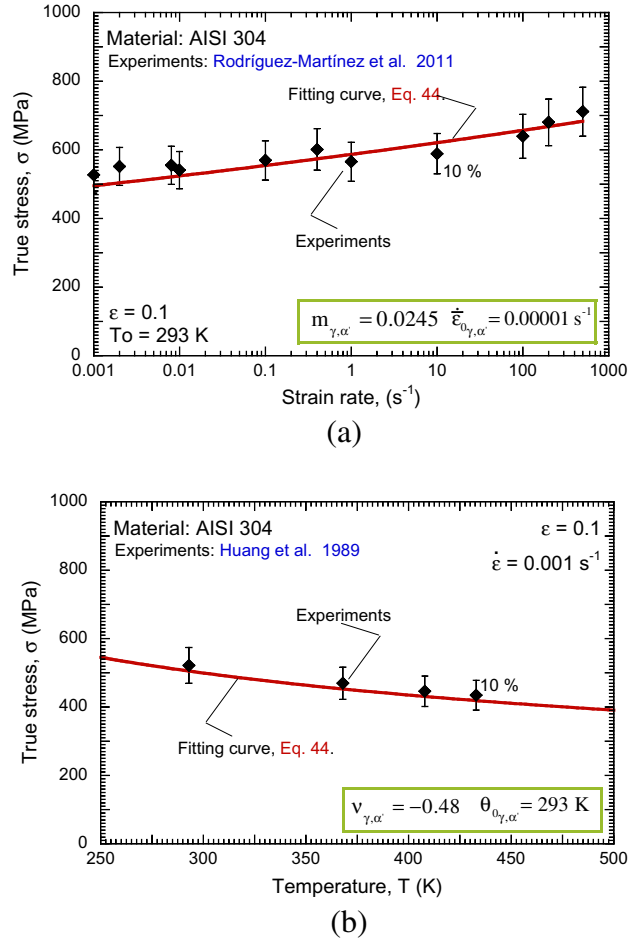 1000
800
600
400
200
0
True stress, σ (MPa)
Material: AISI 304
Experiments: Rodríguez-Martínez et al. 2011
Fitting curve, Eq. 44.
10 %
Experiments
ε = 0.1
To = 293 K
m_γ,α' = 0.0245 ε̄̇_0γ,α' = 0.00001 s⁻¹
0.001 0.01 0.1 1 10 100 1000
Strain rate, (s⁻¹)
(a)
1000
800
600
400
200
0
True stress, σ (MPa)
Material: AISI 304
Experiments: Huang et al. 1989
ε = 0.1
ε̇ = 0.001 s⁻¹
Experiments
10 %
Fitting curve, Eq. 44.
ν_γ,α' = −0.48 θ_0γ,α' = 293 K
250 300 350 400 450 500
Temperature, T (K)
(b)